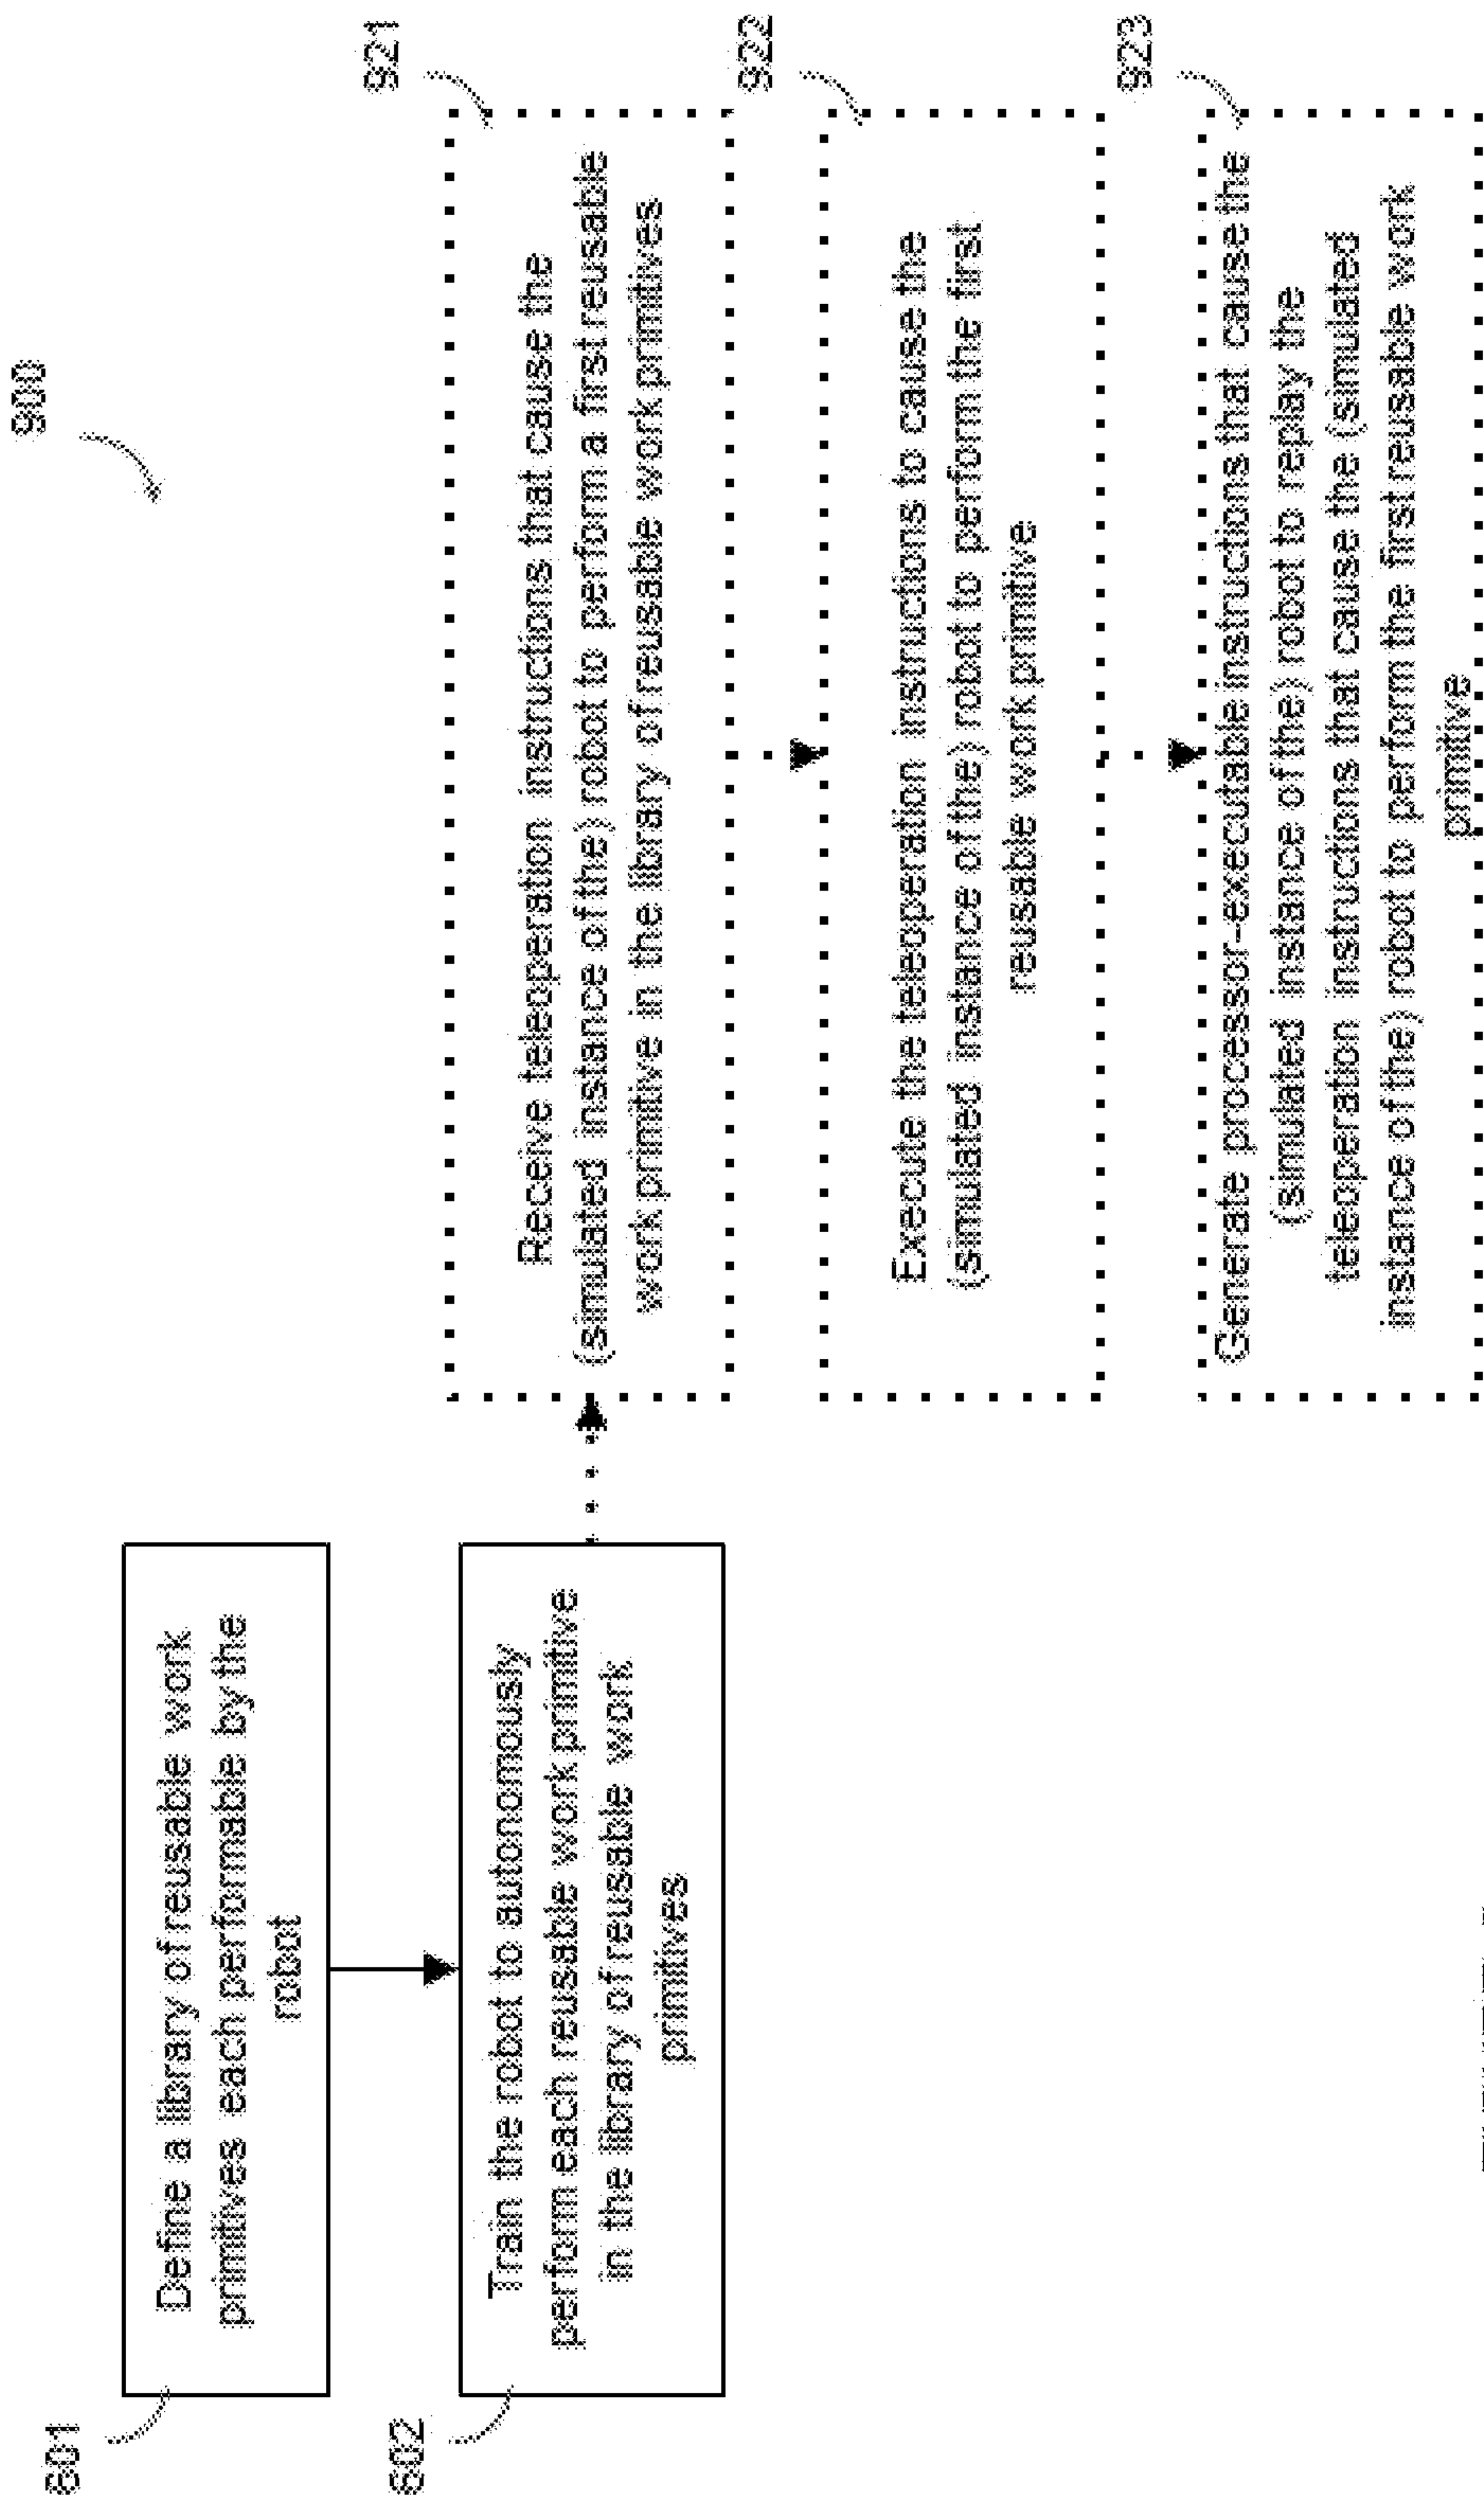 900
601
Define a library of reusable work
primitives each performable by the
robot
602
Train the robot to autonomously
perform each reusable work primitive
in the library of reusable work
primitives
921
Receive teleoperation instructions that cause the
(simulated instance of the) robot to perform a first reusable
work primitive in the library of reusable work primitives
922
Execute the teleoperation instructions to cause the
(simulated instance of the) robot to perform the first
reusable work primitive
923
Generate processor-executable instructions that cause the
(simulated instance of the) robot to replay the
teleoperation instructions that cause the (simulated
instance of the) robot to perform the first reusable work
primitive